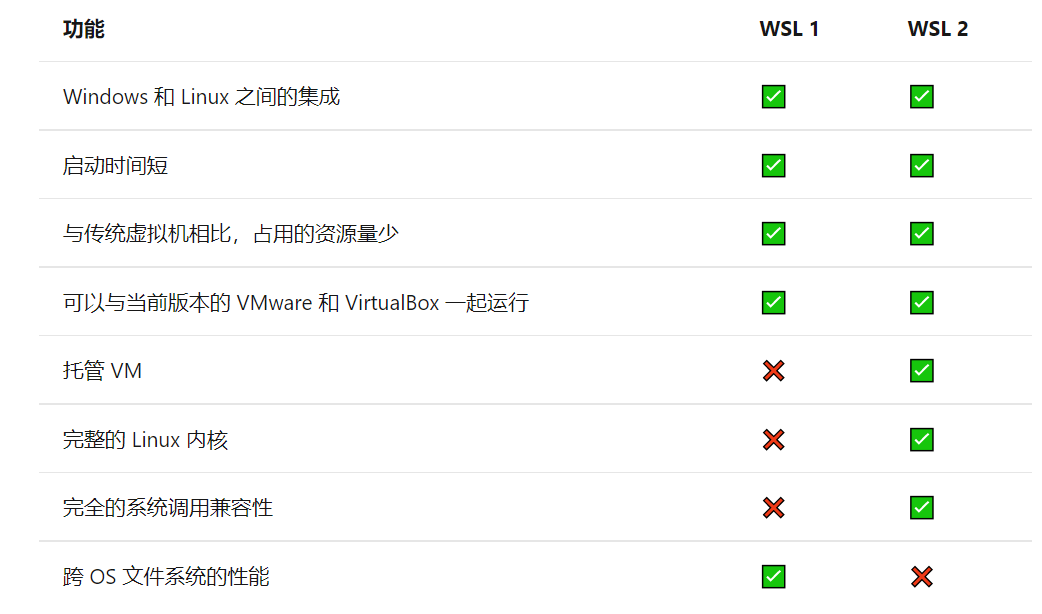 功能 WSL 1 WSL 2
Windows 和 Linux 之间的集成 ✅ ✅
启动时间短 ✅ ✅
与传统虚拟机相比，占用的资源量少 ✅ ✅
可以与当前版本的 VMware 和 VirtualBox 一起运行 ✅ ✅
托管 VM ❌ ✅
完整的 Linux 内核 ❌ ✅
完全的系统调用兼容性 ❌ ✅
跨 OS 文件系统的性能 ✅ ❌